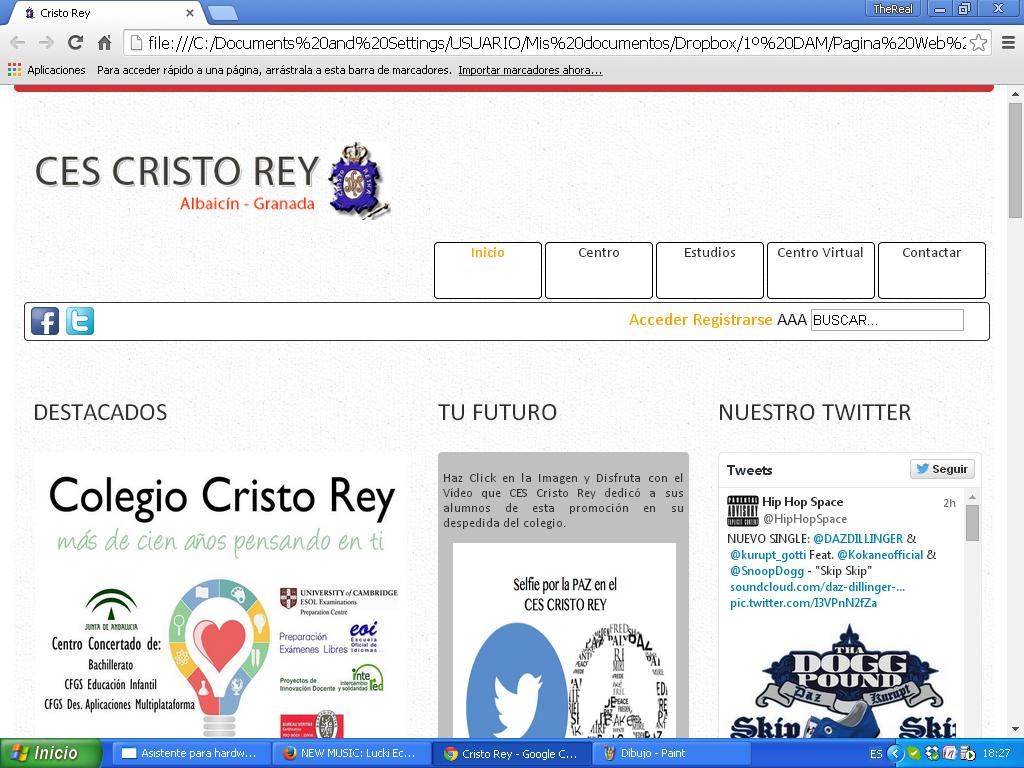 Cristo Rey
TheReal
file:///C:/Documents%20and%20Settings/USUARIO/Mis%20documentos/Dropbox/1º%20DAM/Pagina%20Web%2
Aplicaciones Para acceder rápido a una página, arrástrala a esta barra de marcadores. Importar marcadores ahora...
CES CRISTO REY
Albaicín - Granada
Inicio Centro Estudios Centro Virtual Contactar
Acceder Registrarse AAA BUSCAR...
DESTACADOS
Colegio Cristo Rey
más de cien años pensando en ti
JUNTA DE ANDALUCIA
Centro Concertado de:
Bachillerato
CFGS Educación Infantil
CFGS Des. Aplicaciones Multiplataforma
UNIVERSITY of CAMBRIDGE
ESOL Examinations
Preparation Centre
Preparación
Exámenes Libres
eoi
Escuela
Oficial de
Idiomas
Proyectos de
Innovación Docente
inte
intercambio
y solidaridad
red
BUREAU VERITAS
Certification
TU FUTURO
Haz Click en la Imagen y Disfruta con el
Vídeo que CES Cristo Rey dedicó a sus
alumnos de esta promoción en su
despedida del colegio.
Selfie por la PAZ en el
CES CRISTO REY
NUESTRO TWITTER
Tweets Seguir
PARENTAL
ADVISORY
EXPLICIT CONTENT
Hip Hop Space 2h
@HipHopSpace
NUEVO SINGLE: @DAZDILLINGER &
@kurupt_gotti Feat. @Kokaneofficial &
@SnoopDogg - "Skip Skip"
soundcloud.com/daz-dillinger-...
pic.twitter.com/I3VPnN2fZa
THA
DOGG
POUND
Daz Kurupt
Skip Skip
Inicio Asistente para hardw... NEW MUSIC: Lucki Ec... Cristo Rey - Google C... Dibujo - Paint ES 18:27